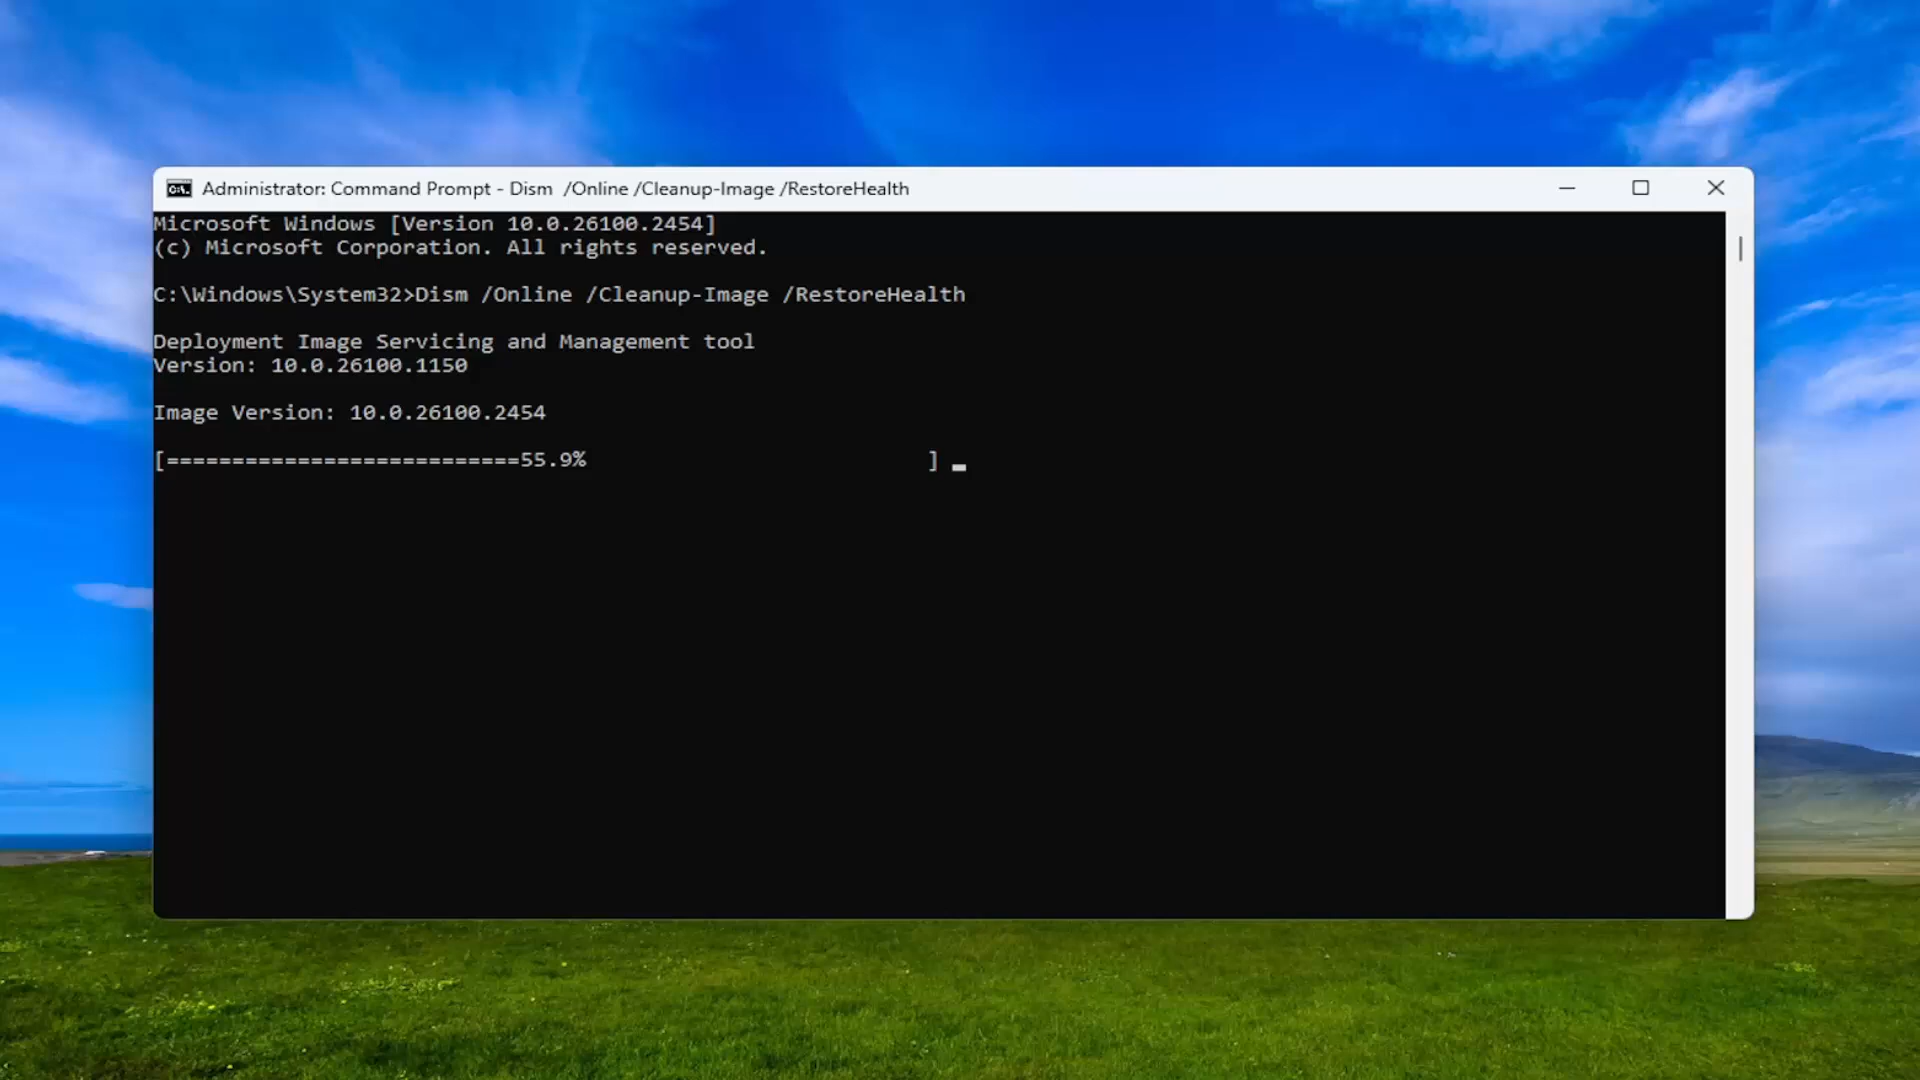 Administrator: Command Prompt - Dism  /Online /Cleanup-Image /RestoreHealth
Microsoft Windows [Version 10.0.26100.2454]
(c) Microsoft Corporation. All rights reserved.
C:\Windows\System32>Dism /Online /Cleanup-Image /RestoreHealth
Deployment Image Servicing and Management tool
Version: 10.0.26100.1150
Image Version: 10.0.26100.2454
[===========================55.9%                          ]